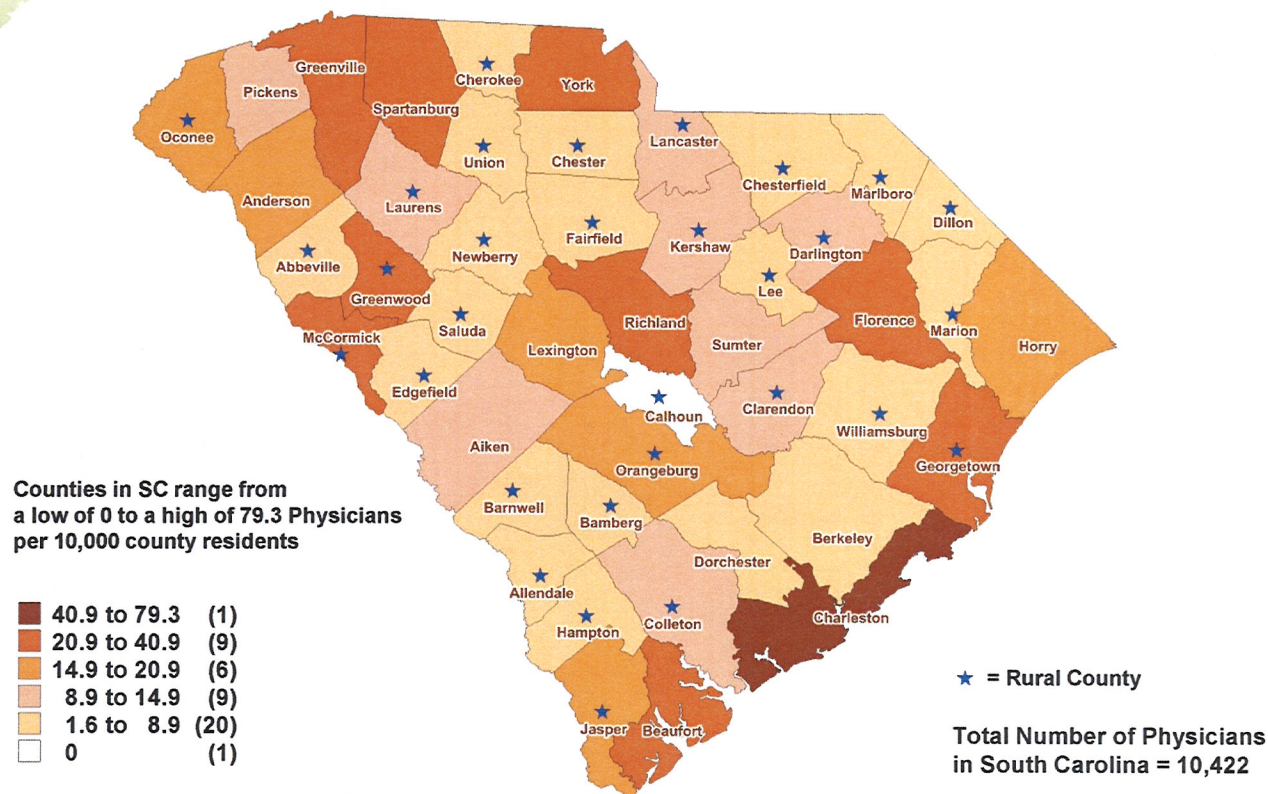 Greenville
Cherokee
York
Pickens
Spartanburg
Oconee
Lancaster
Union
Chester
Chesterfield
Marlboro
Anderson
Laurens
Dillon
Fairfield
Kershaw
Darlington
Newberry
Abbeville
Lee
Greenwood
Richland
Florence
Saluda
Marion
McCormick
Sumter
Horry
Lexington
Edgefield
Clarendon
Calhoun
Williamsburg
Aiken
Orangeburg
Georgetown
Counties in SC range from
a low of 0 to a high of 79.3 Physicians
per 10,000 county residents
Barnwell
Bamberg
Berkeley
Dorchester
Allendale
Charleston
Colleton
Hampton
Jasper
Beaufort
40.9 to 79.3 (1)
20.9 to 40.9 (9)
14.9 to 20.9 (6)
8.9 to 14.9 (9)
1.6 to 8.9 (20)
0 (1)
= Rural County
Total Number of Physicians
in South Carolina = 10,422